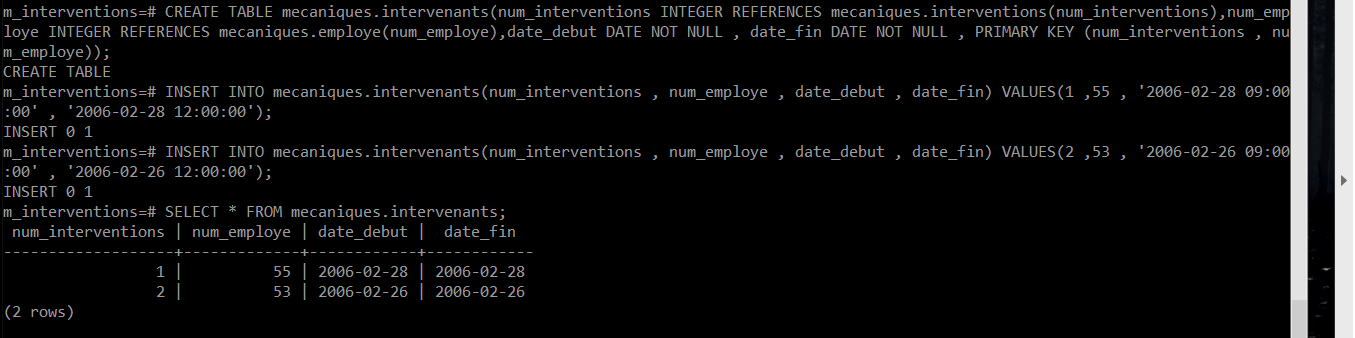 m_interventions=# CREATE TABLE mecaniques.intervenants(num_interventions INTEGER REFERENCES mecaniques.interventions(num_interventions),num_emp
loye INTEGER REFERENCES mecaniques.employe(num_employe),date_debut DATE NOT NULL , date_fin DATE NOT NULL , PRIMARY KEY (num_interventions , nu
m_employe));
CREATE TABLE
m_interventions=# INSERT INTO mecaniques.intervenants(num_interventions , num_employe , date_debut , date_fin) VALUES(1 ,55 , '2006-02-28 09:00
:00' , '2006-02-28 12:00:00');
INSERT 0 1
m_interventions=# INSERT INTO mecaniques.intervenants(num_interventions , num_employe , date_debut , date_fin) VALUES(2 ,53 , '2006-02-26 09:00
:00' , '2006-02-26 12:00:00');
INSERT 0 1
m_interventions=# SELECT * FROM mecaniques.intervenants;
 num_interventions | num_employe | date_debut |  date_fin
-------------------+-------------+------------+------------
                 1 |          55 | 2006-02-28 | 2006-02-28
                 2 |          53 | 2006-02-26 | 2006-02-26
(2 rows)